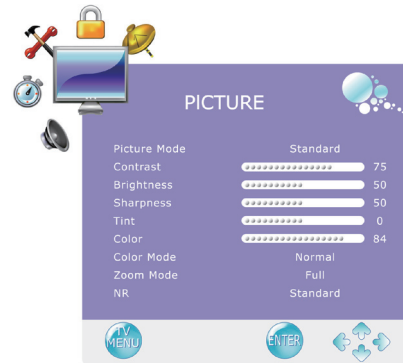 PICTURE
Picture Mode Standard
Contrast 75
Brightness 50
Sharpness 50
Tint 0
Color 84
Color Mode Normal
Zoom Mode Full
NR Standard
TV
MENU
ENTER